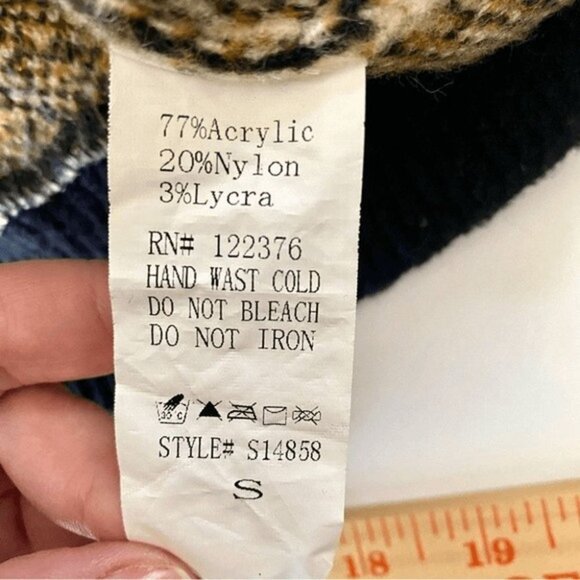 77%Acrylic
20%Nylon
3%Lycra
RN# 122376
HAND WAST COLD
DO NOT BLEACH
DO NOT IRON
STYLE# S14858
S
18 19